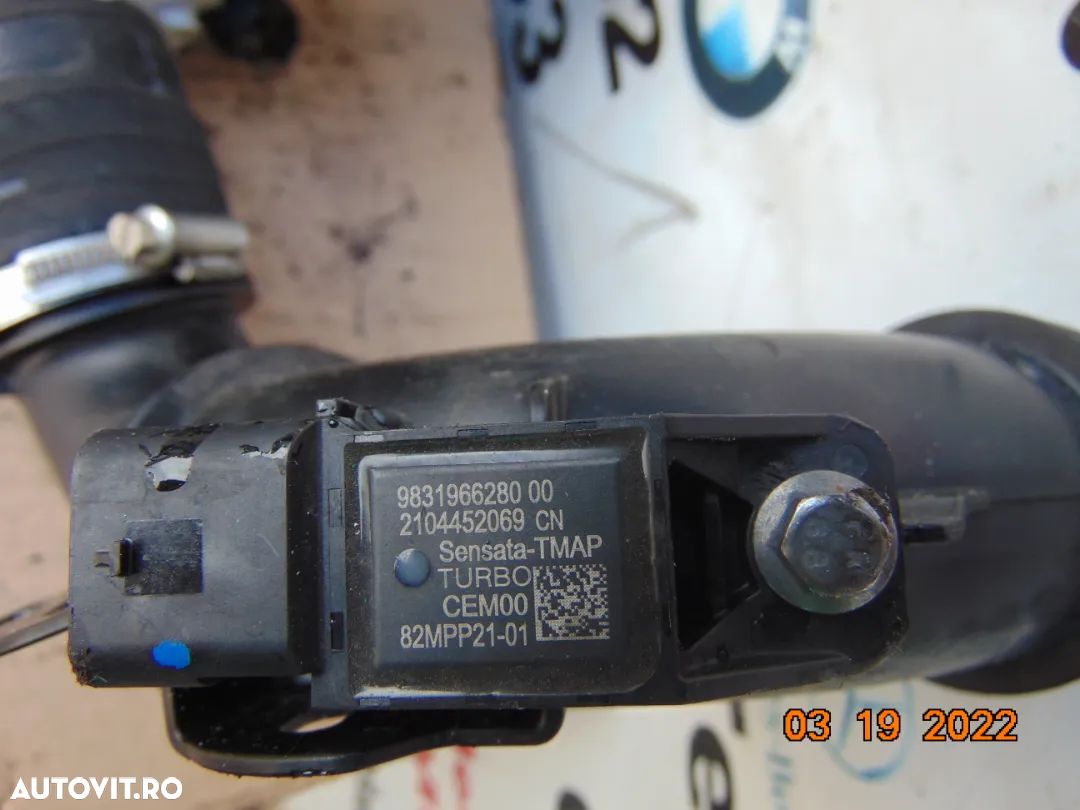 9831966280 00
2104452069 CN
Sensata-TMAP
TURBO
CEM00
82MPP21-01
03 19 2022
AUTOVIT.RO